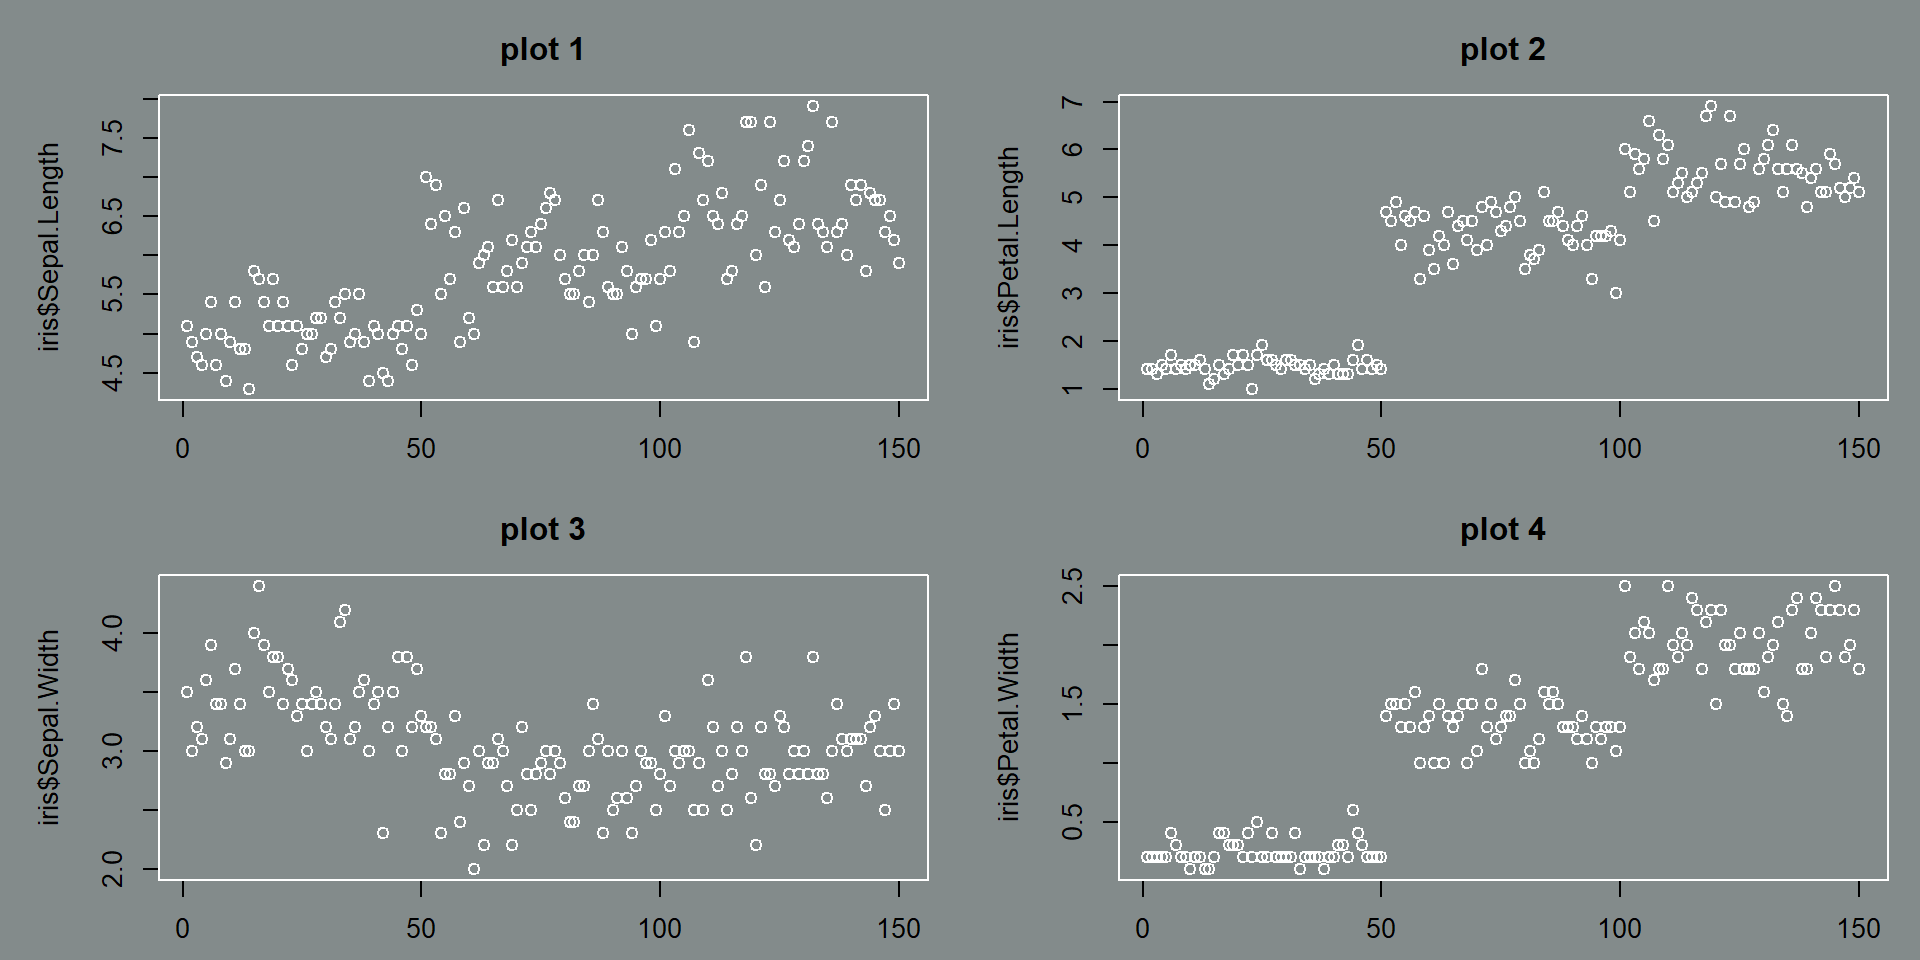 plot 1
iris$Sepal.Length
7.5
6.5
5.5
4.5
0 50 100 150
plot 2
iris$Petal.Length
7
6
5
4
3
2
1
0 50 100 150
plot 3
iris$Sepal.Width
4.0
3.0
2.0
0 50 100 150
plot 4
iris$Petal.Width
2.5
1.5
0.5
0 50 100 150